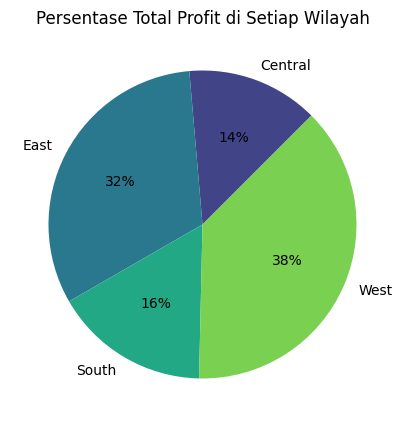 Persentase Total Profit di Setiap Wilayah
Central
14%
East
32%
38%
16%
West
South